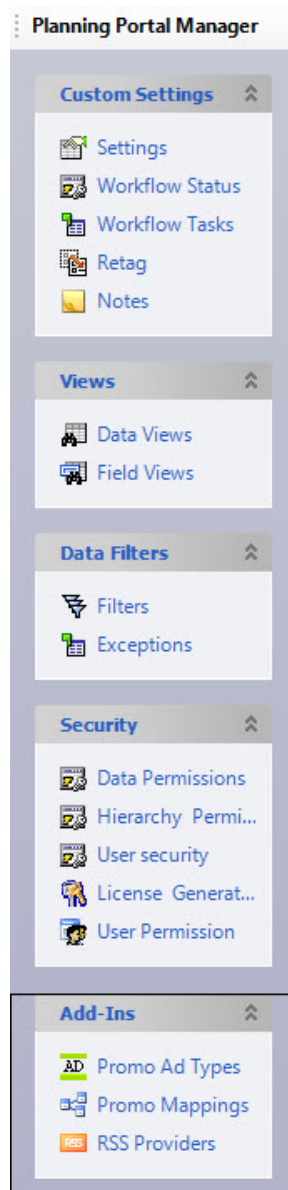 Planning Portal Manager
Custom Settings
Settings
Workflow Status
Workflow Tasks
Retag
Notes
Views
Data Views
Field Views
Data Filters
Filters
Exceptions
Security
Data Permissions
Hierarchy Permi...
User security
License Generat...
User Permission
Add-Ins
AD Promo Ad Types
Promo Mappings
RSS RSS Providers